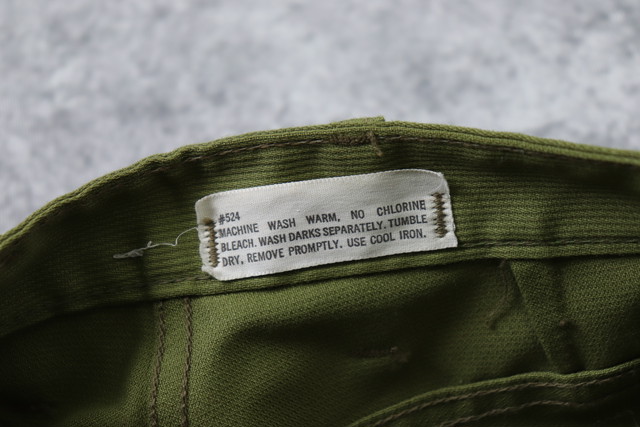 #524
MACHINE WASH WARM, NO CHLORINE
BLEACH. WASH DARKS SEPARATELY. TUMBLE
DRY, REMOVE PROMPTLY. USE COOL IRON.